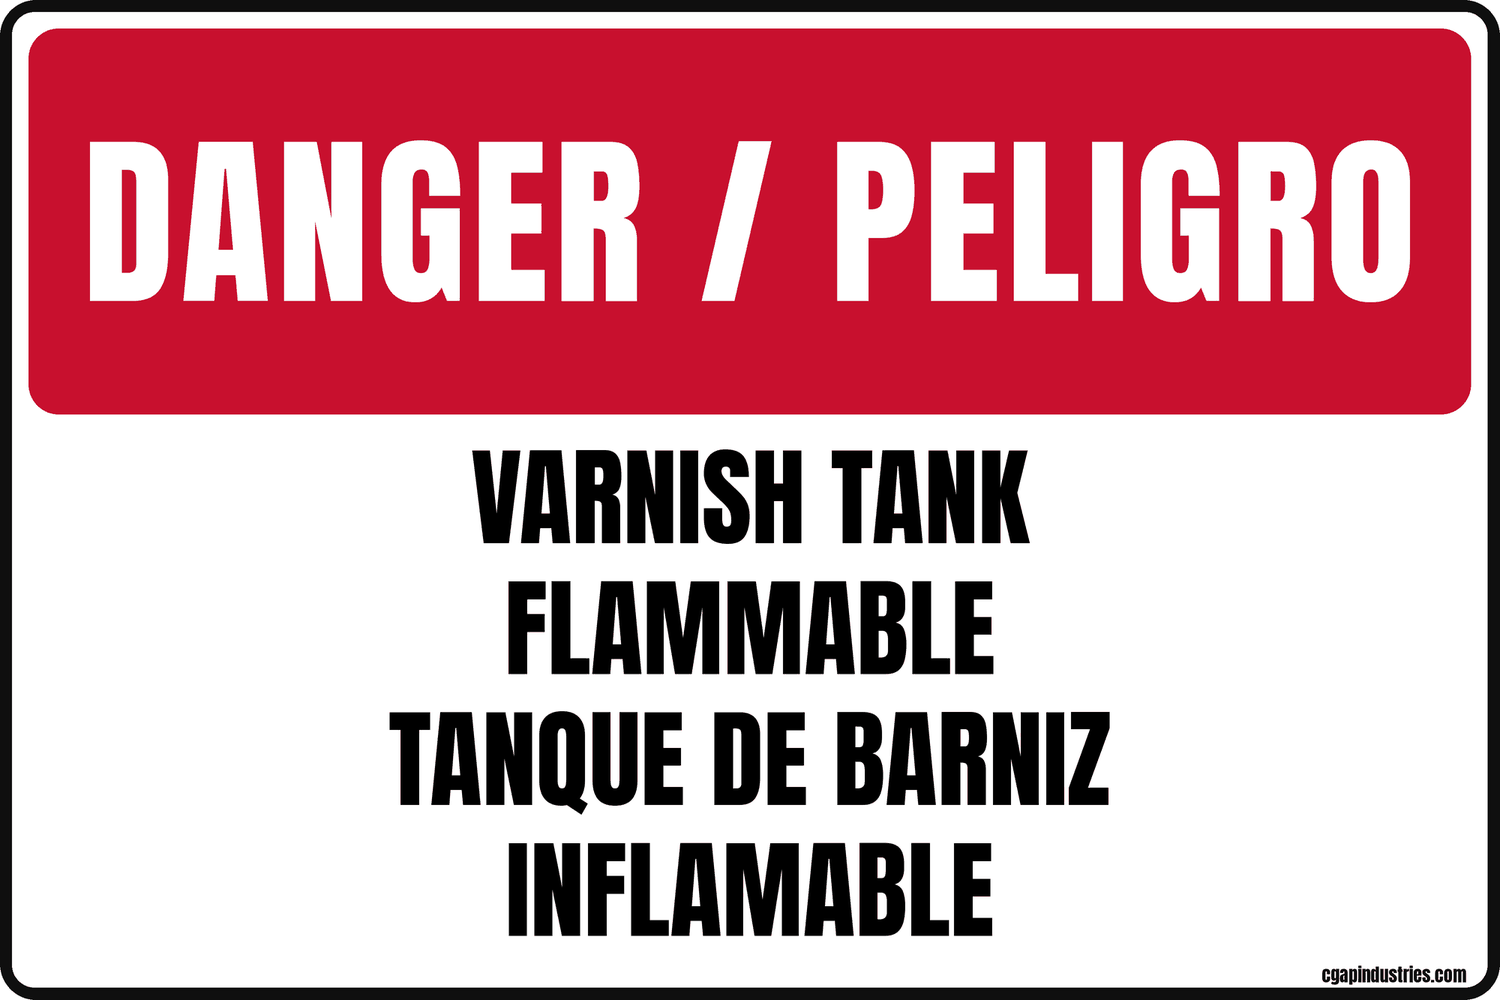 DANGER / PELIGRO
VARNISH TANK
FLAMMABLE
TANQUE DE BARNIZ
INFLAMABLE
cgapindustries.com